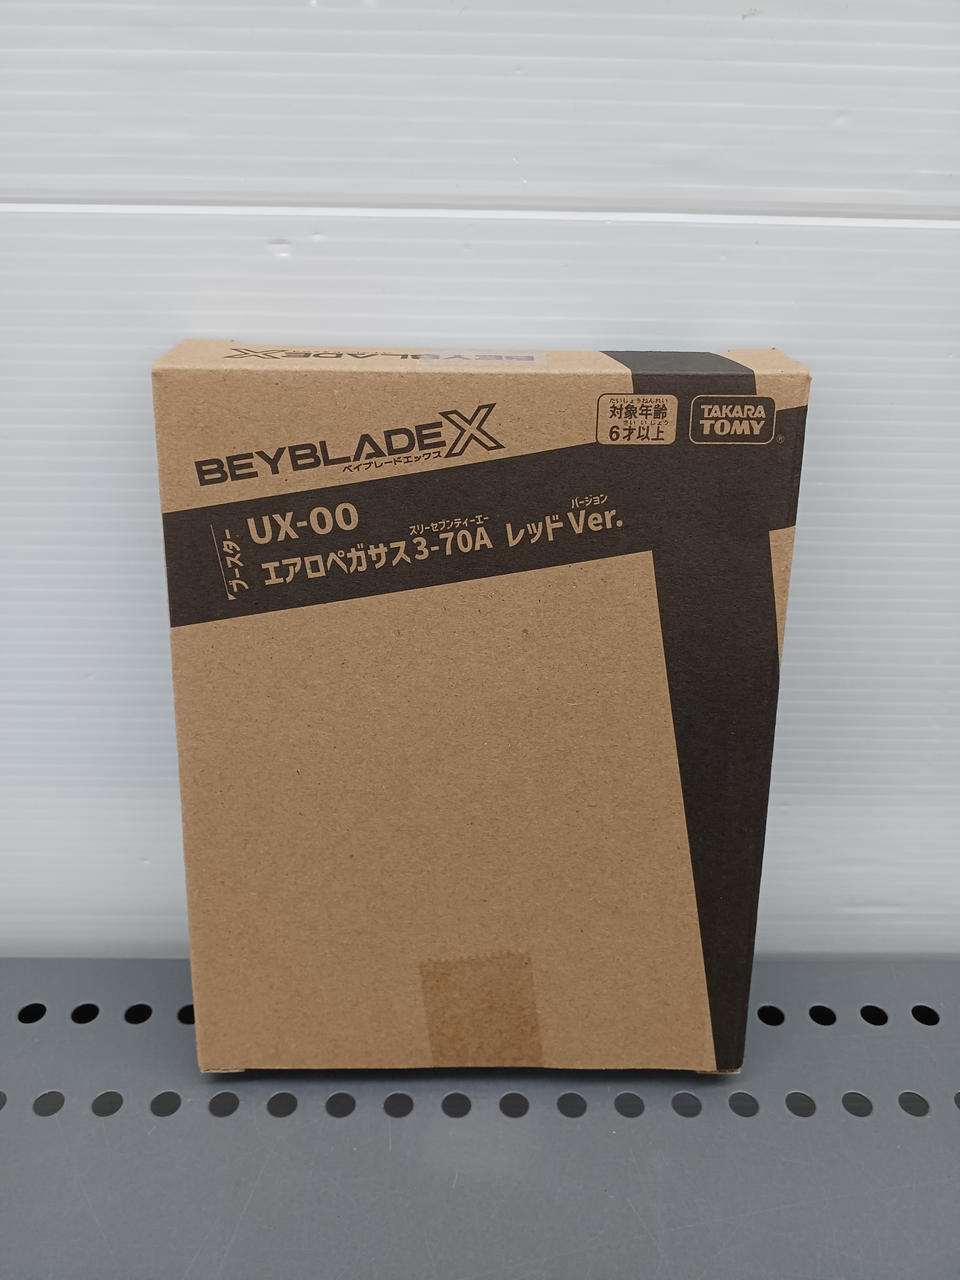 BEYBLADE X
BEYBLADE X
ベイブレードエックス
たいしょうねんれい
対象年齢
さい いじょう
6才以上
TAKARA
TOMY
®
ブースター
UX-00
スリーセブンティーエー
バージョン
エアロペガサス3-70A レッドVer.